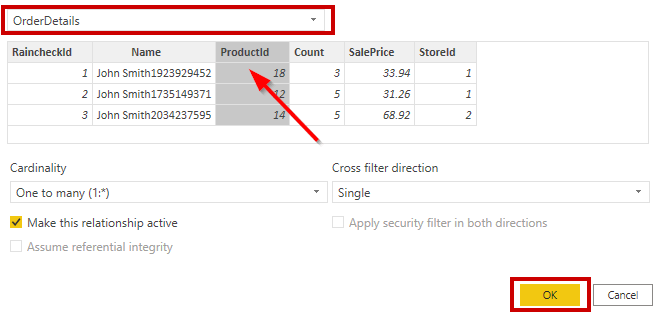 OrderDetails
RaincheckId Name ProductId Count SalePrice StoreId
1 John Smith1923929452 18 3 33.94 1
2 John Smith1735149371 12 5 31.26 1
3 John Smith2034237595 14 5 68.92 2
Cardinality Cross filter direction
One to many (1:*) Single
Make this relationship active Apply security filter in both directions
Assume referential integrity
OK Cancel